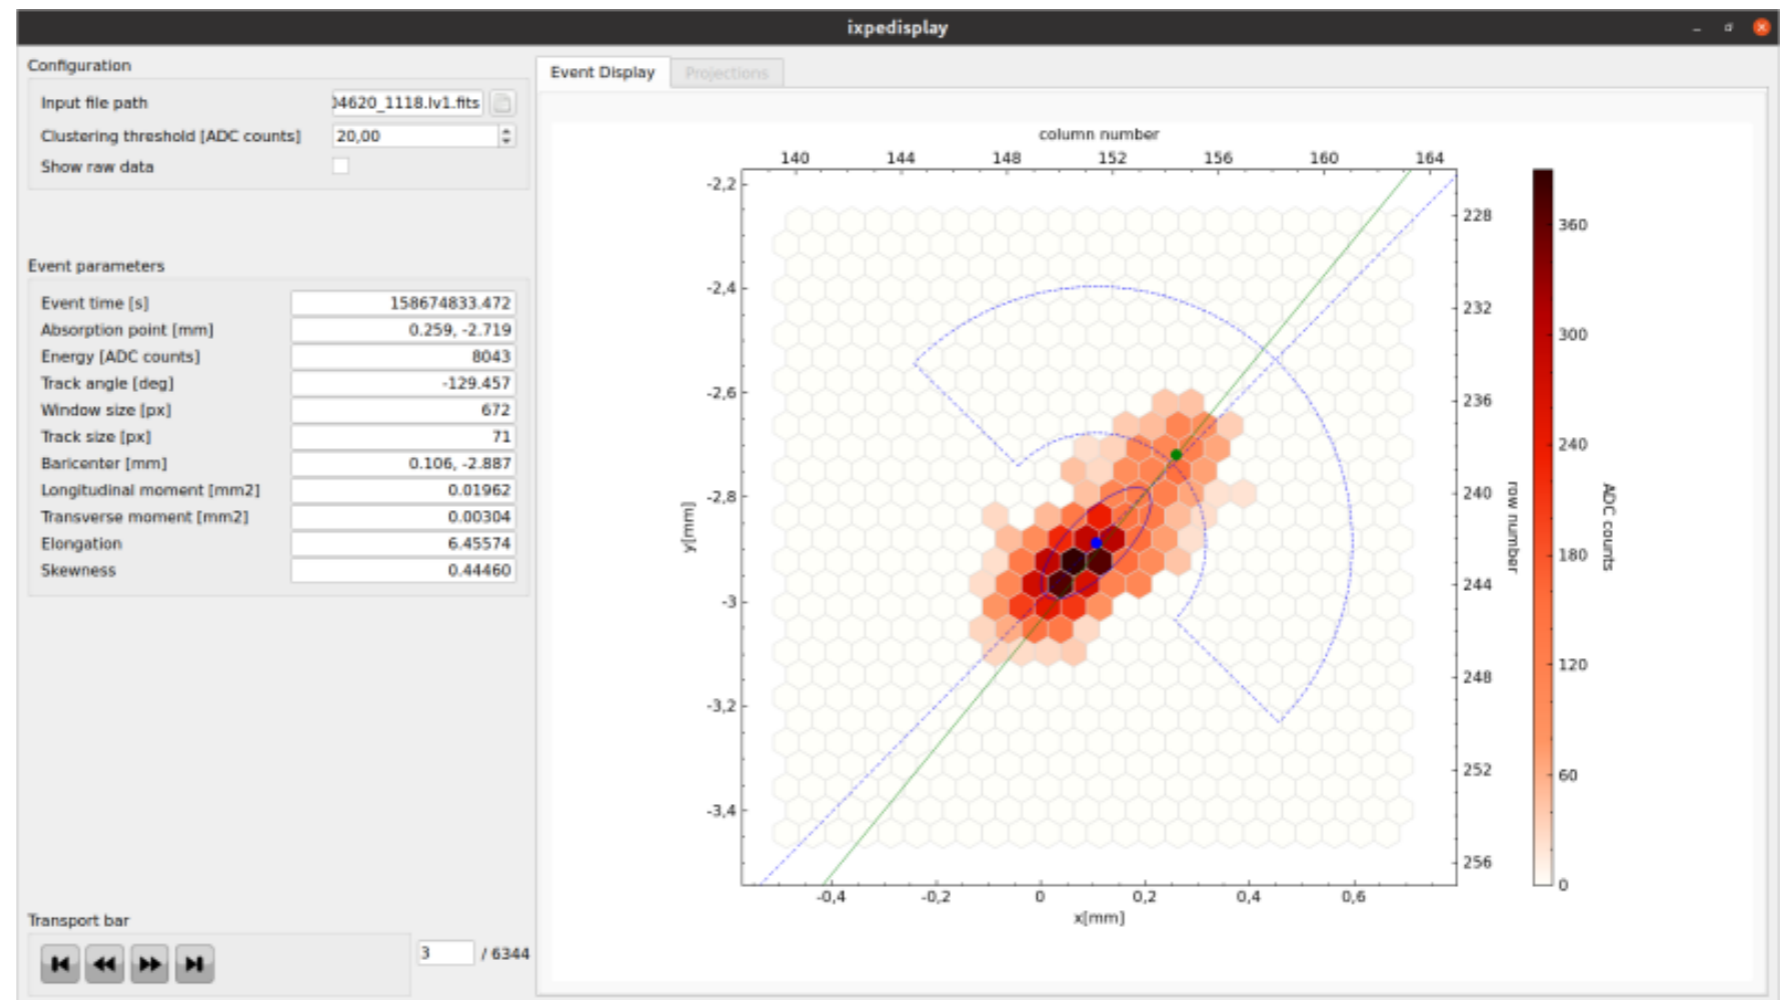 ixpedisplay
Configuration
Input file path 04620_1118.lv1.fits
Clustering threshold [ADC counts] 20,00
Show raw data
Event parameters
Event time [s] 158674833.472
Absorption point [mm] 0.259, -2.719
Energy [ADC counts] 8043
Track angle [deg] -129.457
Window size [px] 672
Track size [px] 71
Baricenter [mm] 0.106, -2.887
Longitudinal moment [mm2] 0.01962
Transverse moment [mm2] 0.00304
Elongation 6.45574
Skewness 0.44460
Transport bar
3 / 6344
Event Display Projections
column number
140 144 148 152 156 160 164
-2,2
-2,4
-2,6
-2,8
-3
-3,2
-3,4
y[mm]
-0,4 -0,2 0 0,2 0,4 0,6
x[mm]
228
232
236
240
244
248
252
256
row number
360
300
240
180
120
60
0
ADC counts